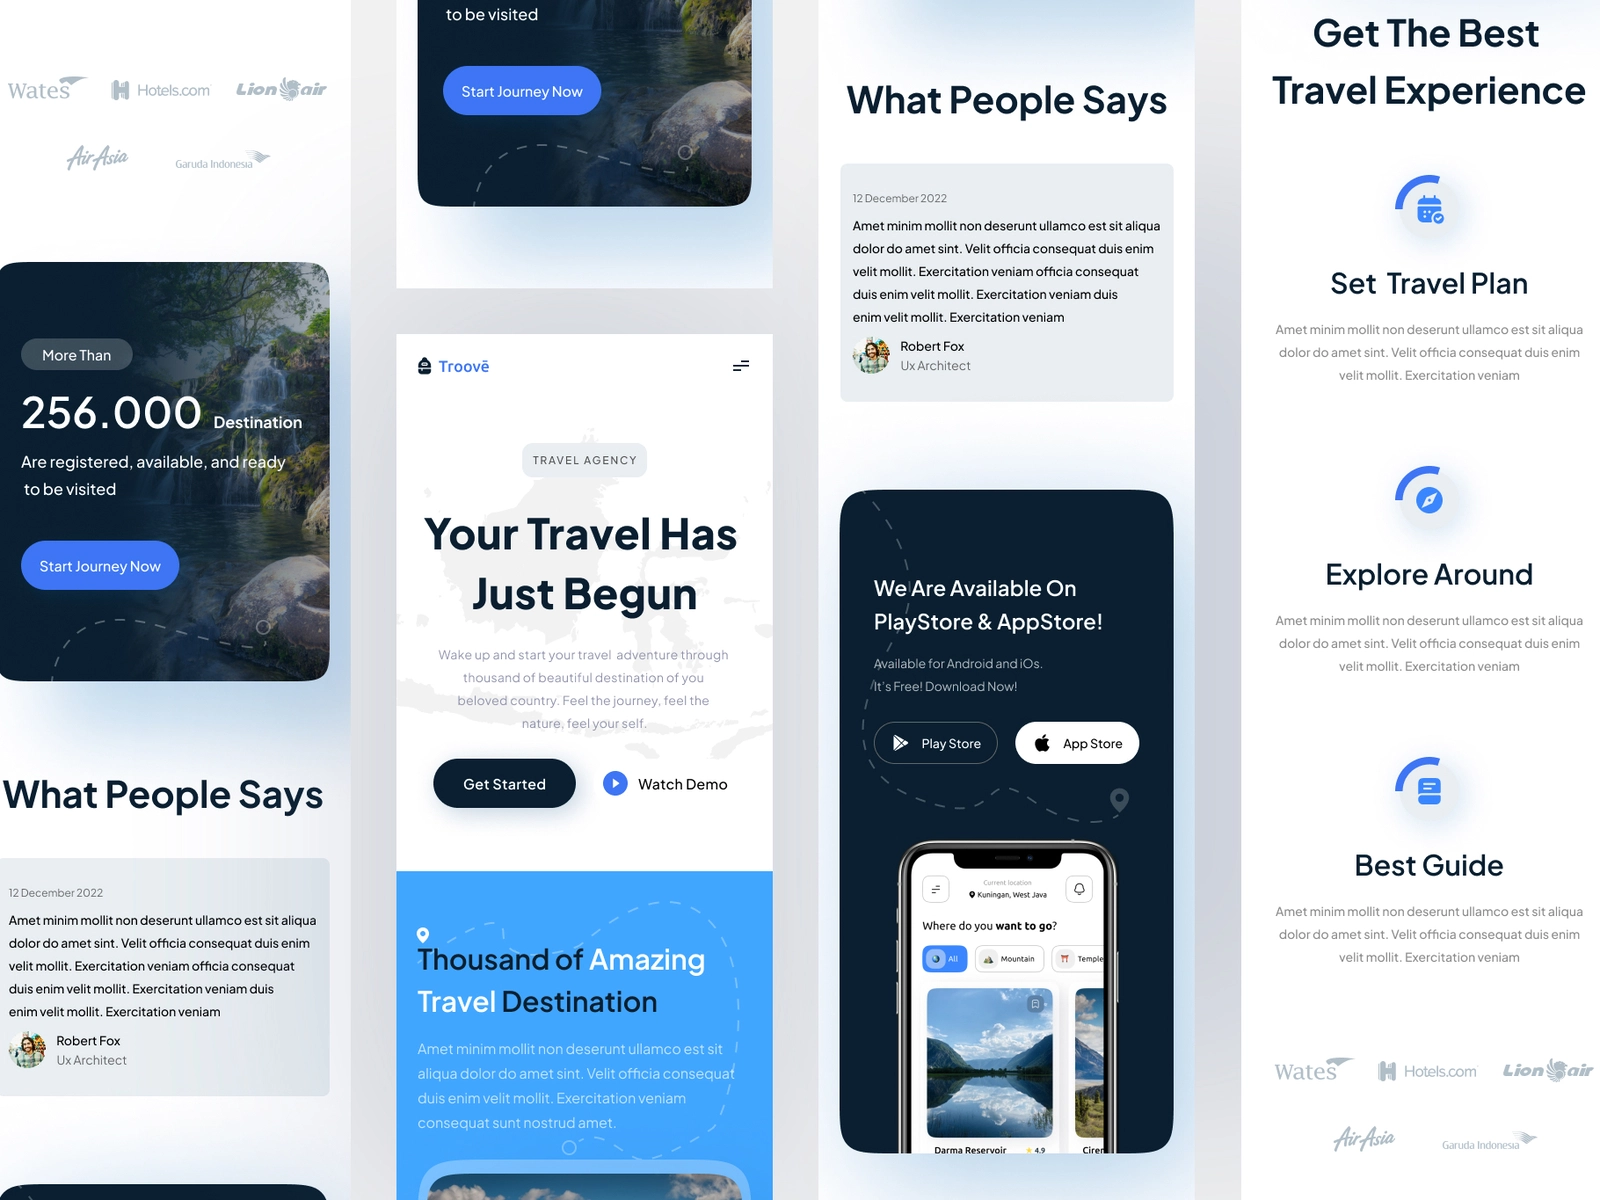 Wates
Hotels.com
Lion air
AirAsia
Garuda Indonesia
More Than
256.000 Destination
Are registered, available, and ready
to be visited
Start Journey Now
What People Says
12 December 2022
Amet minim mollit non deserunt ullamco est sit aliqua
dolor do amet sint. Velit officia consequat duis enim
velit mollit. Exercitation veniam officia consequat
duis enim velit mollit. Exercitation veniam duis
enim velit mollit. Exercitation veniam
Robert Fox
Ux Architect
to be visited
Start Journey Now
Troovē
TRAVEL AGENCY
Your Travel Has
Just Begun
Wake up and start your travel adventure through
thousand of beautiful destination of you
beloved country. Feel the journey, feel the
nature, feel your self.
Get Started
Watch Demo
Thousand of Amazing
Travel Destination
Amet minim mollit non deserunt ullamco est sit
aliqua dolor do amet sint. Velit officia consequat
duis enim velit mollit. Exercitation veniam
consequat sunt nostrud amet.
What People Says
12 December 2022
Amet minim mollit non deserunt ullamco est sit aliqua
dolor do amet sint. Velit officia consequat duis enim
velit mollit. Exercitation veniam officia consequat
duis enim velit mollit. Exercitation veniam duis
enim velit mollit. Exercitation veniam
Robert Fox
Ux Architect
We Are Available On
PlayStore & AppStore!
Available for Android and iOs.
It's Free! Download Now!
Play Store
App Store
Current location
Kuningan, West Java
Where do you want to go?
All
Mountain
Temple
Darma Reservoir
4.9
Cirem
Get The Best
Travel Experience
Set Travel Plan
Amet minim mollit non deserunt ullamco est sit aliqua
dolor do amet sint. Velit officia consequat duis enim
velit mollit. Exercitation veniam
Explore Around
Amet minim mollit non deserunt ullamco est sit aliqua
dolor do amet sint. Velit officia consequat duis enim
velit mollit. Exercitation veniam
Best Guide
Amet minim mollit non deserunt ullamco est sit aliqua
dolor do amet sint. Velit officia consequat duis enim
velit mollit. Exercitation veniam
Wates
Hotels.com
Lion air
AirAsia
Garuda Indonesia